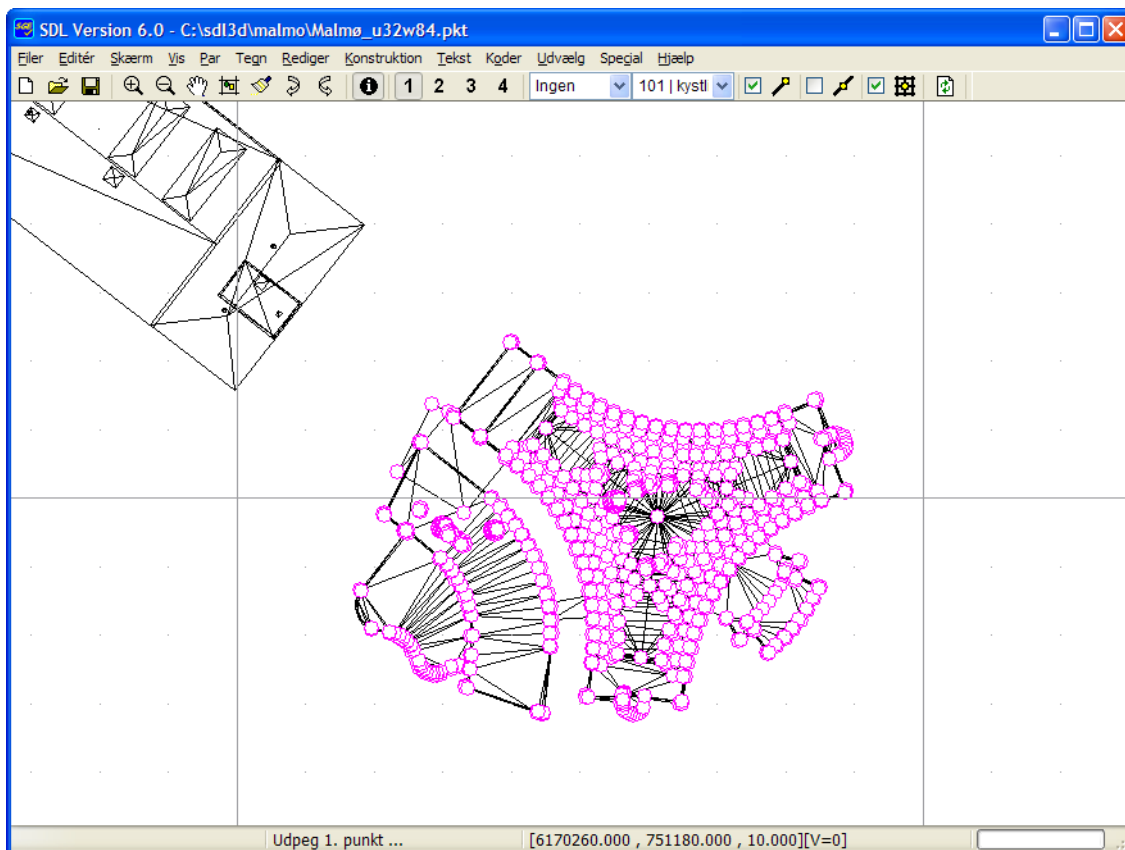 SDL Version 6.0 - C:\sdl3d\malmo\Malmø_u32w84.pkt
Filer Editér Skærm Vis Par Tegn Rediger Konstruktion Tekst Koder Udvælg Special Hjælp
1 2 3 4 Ingen 101 | kystl
Udpeg 1. punkt ... [6170260.000 , 751180.000 , 10.000][V=0]